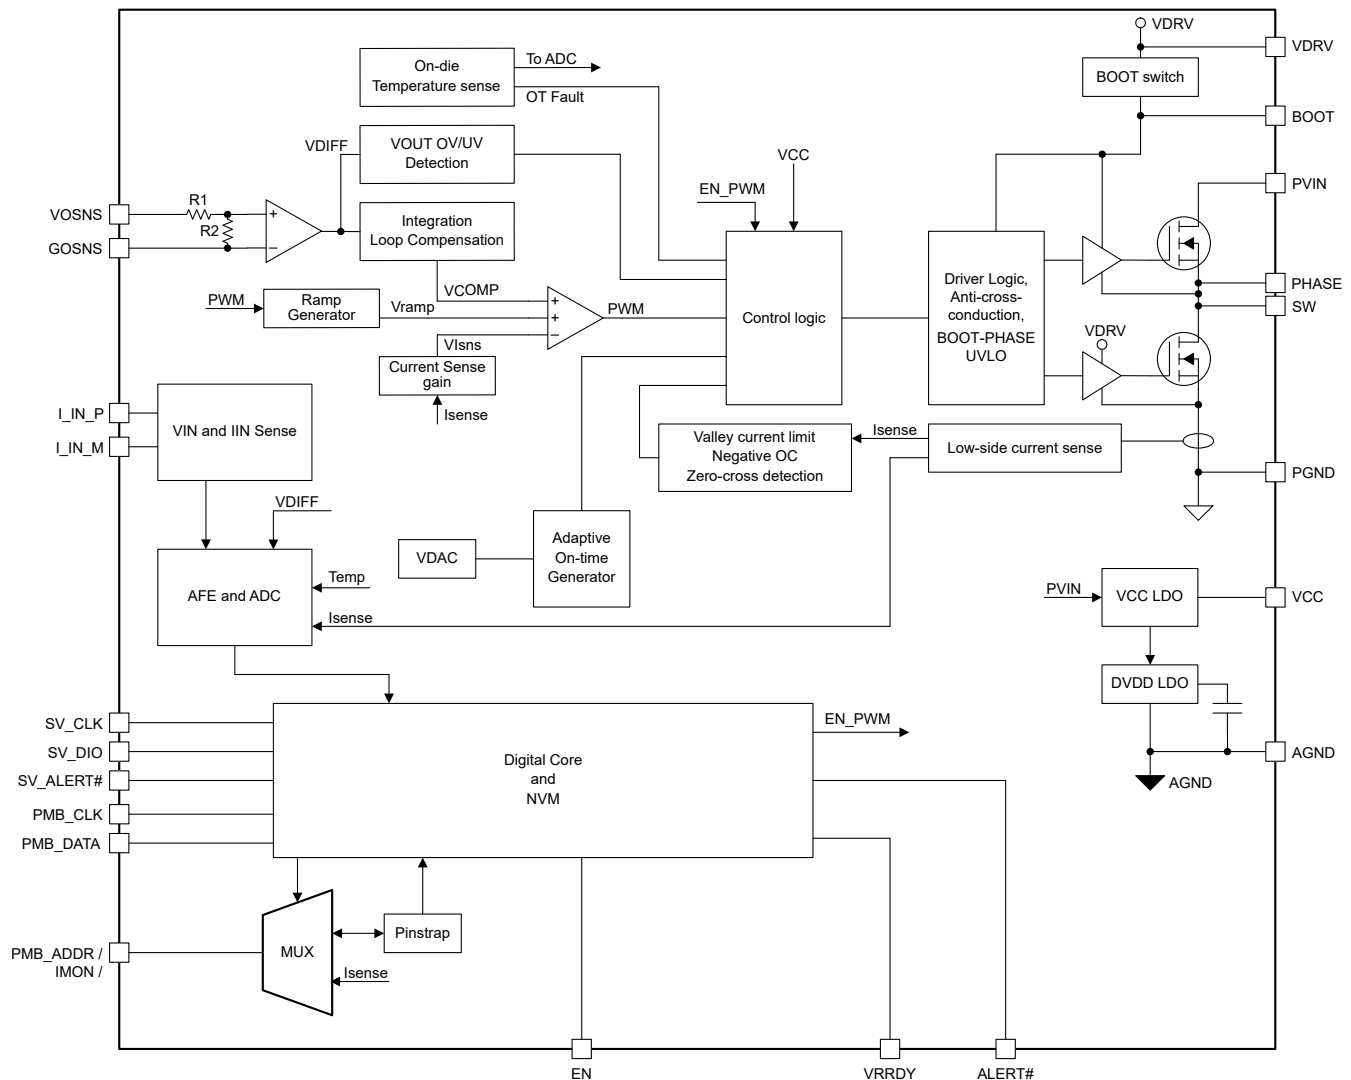 VDRV
VDRV
BOOT switch
BOOT
On-die
Temperature sense
To ADC
OT Fault
VDIFF
VOUT OV/UV
Detection
VCC
EN_PWM
PVIN
R1
VOSNS
+
R2
GOSNS
−
Integration
Loop Compensation
Driver Logic,
Anti-cross-
conduction,
BOOT-PHASE
UVLO
PHASE
SW
VCOMP
PWM
Ramp
Generator
Vramp
+
+
−
PWM
Control logic
VDRV
VIsns
Current Sense
gain
Isense
I_IN_P
I_IN_M
VIN and IIN Sense
Valley current limit
Negative OC
Zero-cross detection
Isense
Low-side current sense
PGND
VDIFF
VDAC
Adaptive
On-time
Generator
AFE and ADC
Temp
Isense
PVIN
VCC LDO
VCC
DVDD LDO
AGND
AGND
SV_CLK
SV_DIO
SV_ALERT#
PMB_CLK
PMB_DATA
Digital Core
and
NVM
EN_PWM
MUX
Pinstrap
Isense
PMB_ADDR /
IMON /
EN
VRRDY
ALERT#